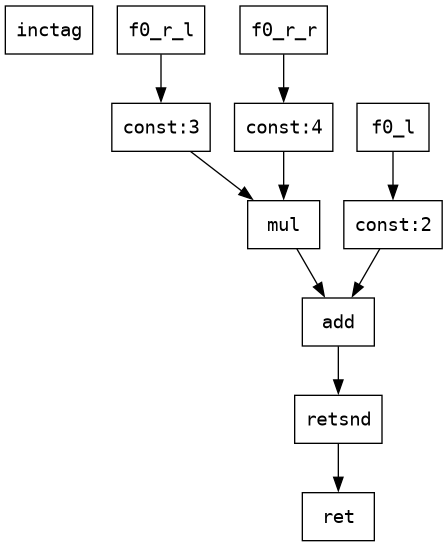 inctag
f0_r_l
f0_r_r
const:3
const:4
f0_l
mul
const:2
add
retsnd
ret